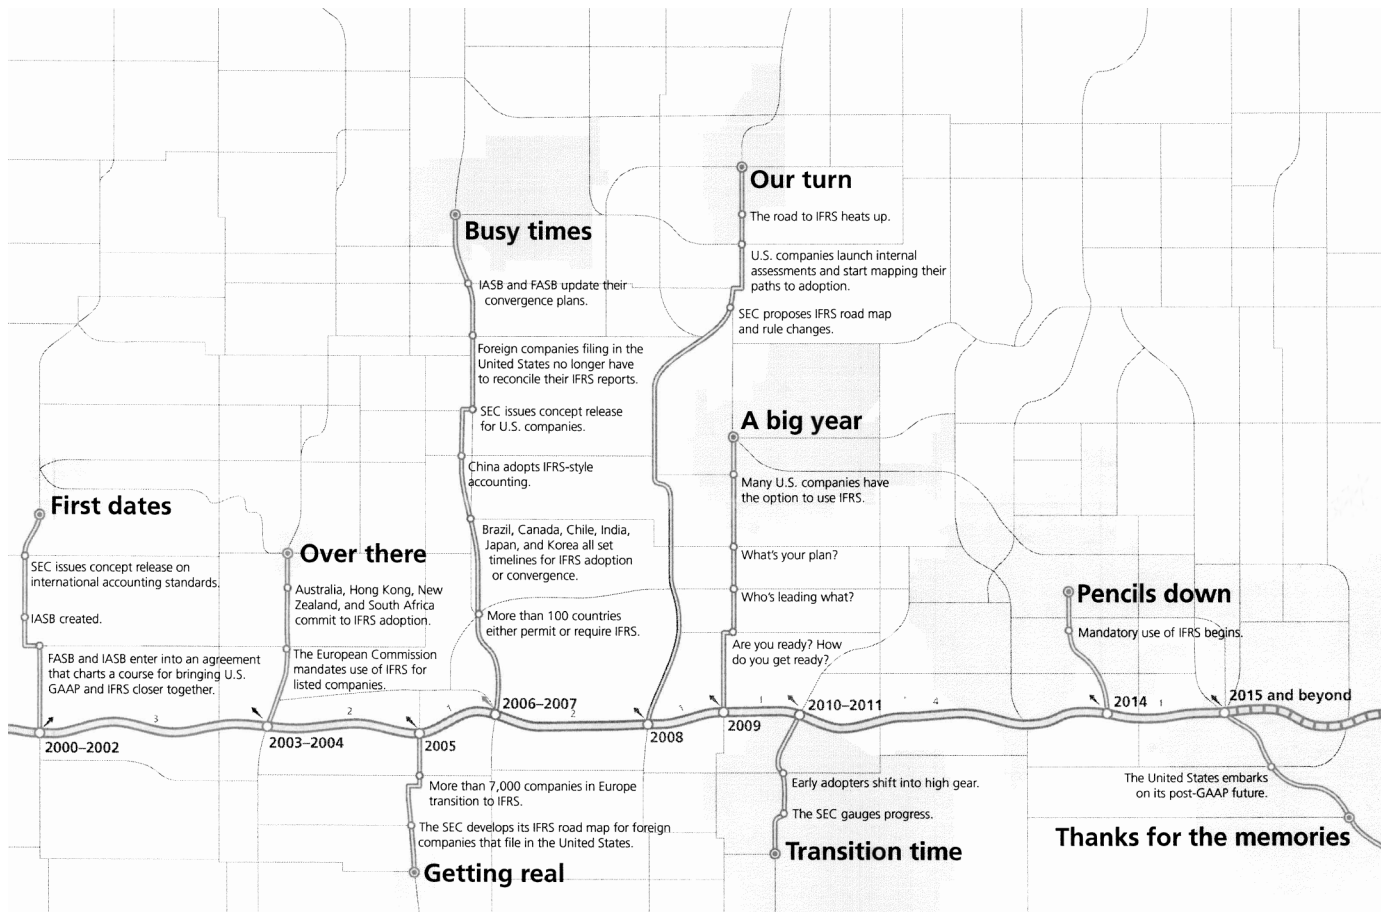 First dates
SEC issues concept release on
international accounting standards.
IASB created.
FASB and IASB enter into an agreement
that charts a course for bringing U.S.
GAAP and IFRS closer together.
2000–2002
3
Over there
Australia, Hong Kong, New
Zealand, and South Africa
commit to IFRS adoption.
The European Commission
mandates use of IFRS for
listed companies.
2003–2004
2
2005
More than 7,000 companies in Europe
transition to IFRS.
The SEC develops its IFRS road map for foreign
companies that file in the United States.
Getting real
1
Busy times
IASB and FASB update their
convergence plans.
Foreign companies filing in the
United States no longer have
to reconcile their IFRS reports.
SEC issues concept release
for U.S. companies.
China adopts IFRS-style
accounting.
Brazil, Canada, Chile, India,
Japan, and Korea all set
timelines for IFRS adoption
or convergence.
More than 100 countries
either permit or require IFRS.
2006–2007
2
Our turn
The road to IFRS heats up.
U.S. companies launch internal
assessments and start mapping their
paths to adoption.
SEC proposes IFRS road map
and rule changes.
2008
1
A big year
Many U.S. companies have
the option to use IFRS.
What's your plan?
Who's leading what?
Are you ready? How
do you get ready?
2009
1
2010–2011
Early adopters shift into high gear.
The SEC gauges progress.
Transition time
4
Pencils down
Mandatory use of IFRS begins.
2014
1
2015 and beyond
The United States embarks
on its post-GAAP future.
Thanks for the memories